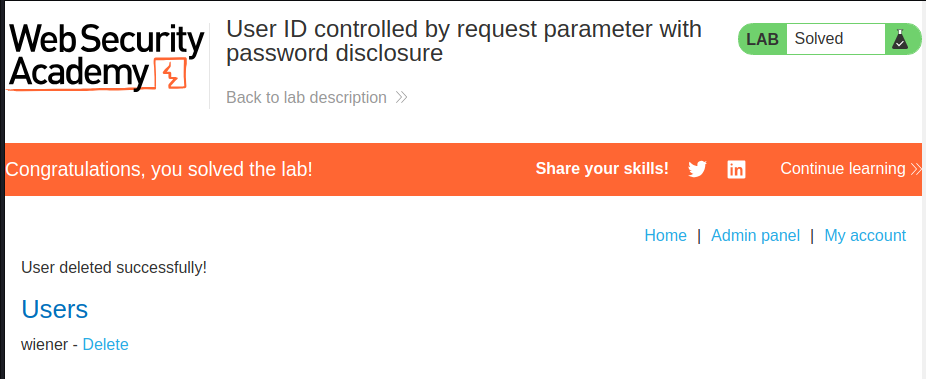 Web Security
Academy
User ID controlled by request parameter with
password disclosure
Back to lab description
LAB Solved
Congratulations, you solved the lab!
Share your skills!
Continue learning
Home | Admin panel | My account
User deleted successfully!
Users
wiener - Delete